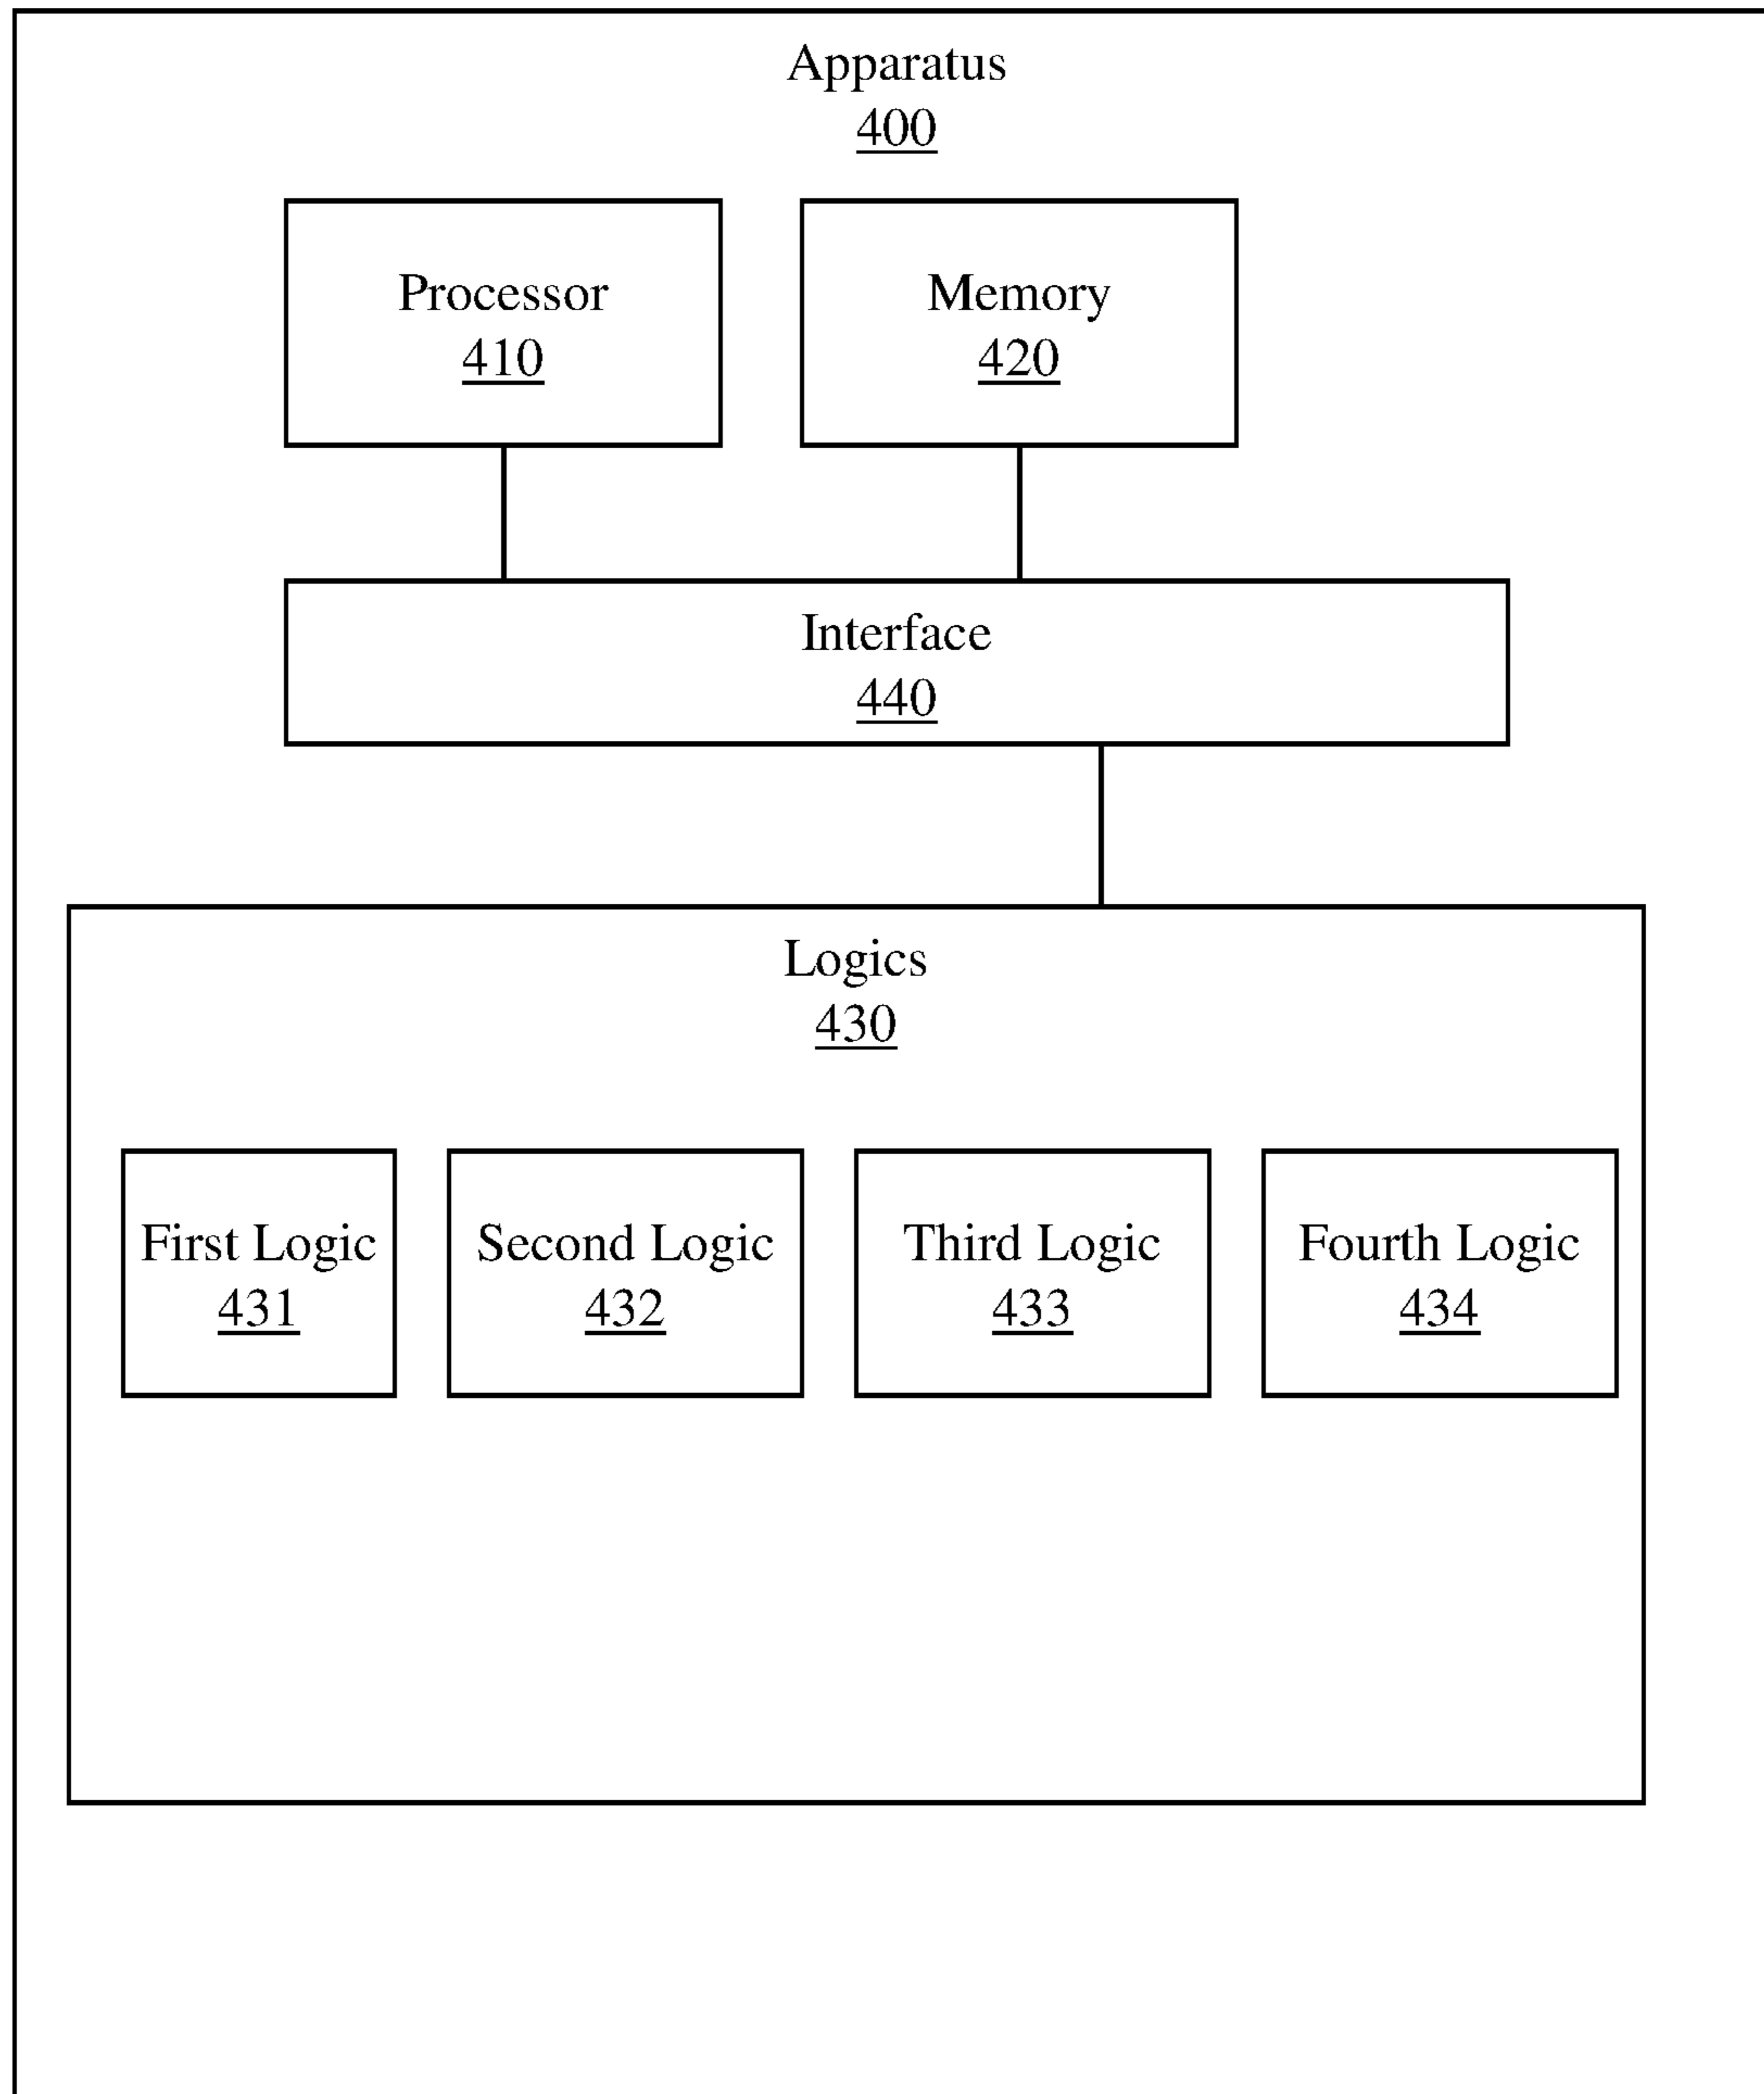 Apparatus
400
Processor
410
Memory
420
Interface
440
Logics
430
First Logic
431
Second Logic
432
Third Logic
433
Fourth Logic
434